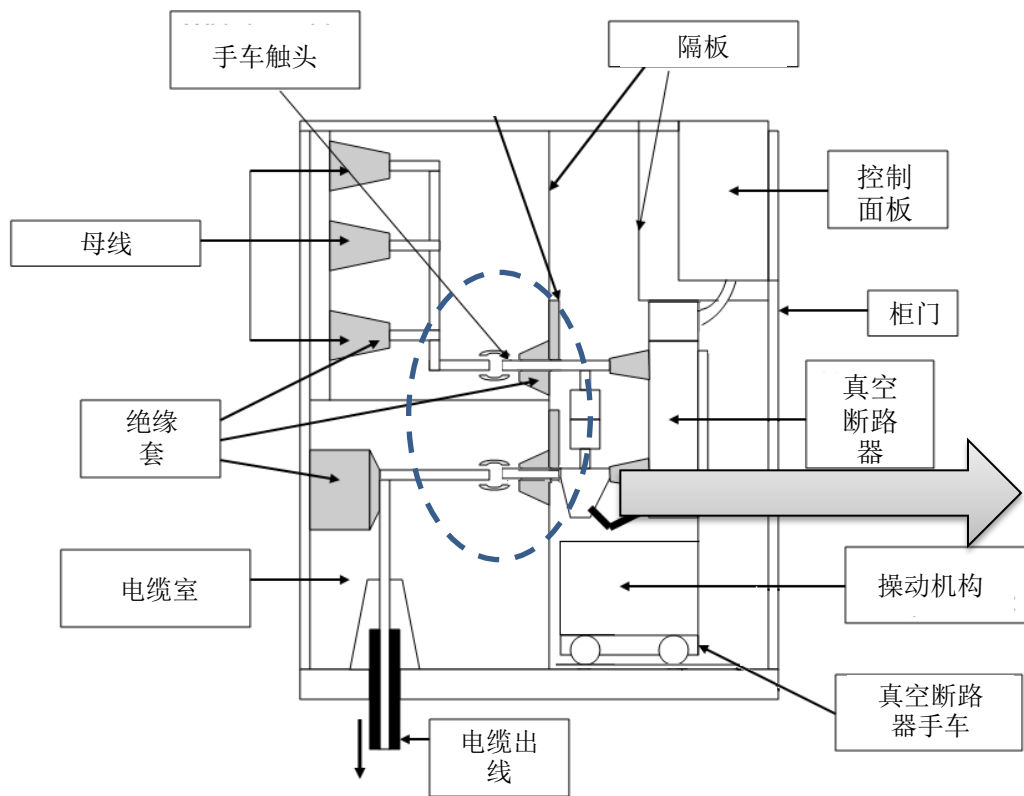 手车触头
隔板
控制
面板
母线
柜门
绝缘
套
真空
断路
器
电缆室
操动机构
真空断路
器手车
电缆出
线